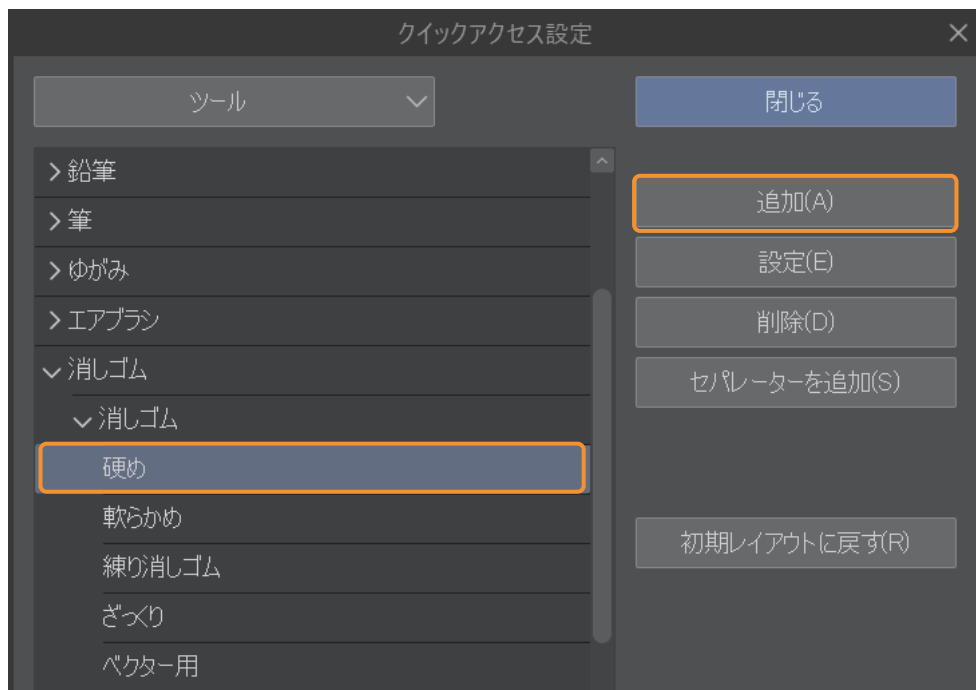 クイックアクセス設定
ツール
閉じる
鉛筆
追加(A)
筆
設定(E)
ゆがみ
エアブラシ
削除(D)
消しゴム
セパレーターを追加(S)
消しゴム
硬め
軟らかめ
初期レイアウトに戻す(R)
練り消しゴム
ざっくり
ベクター用